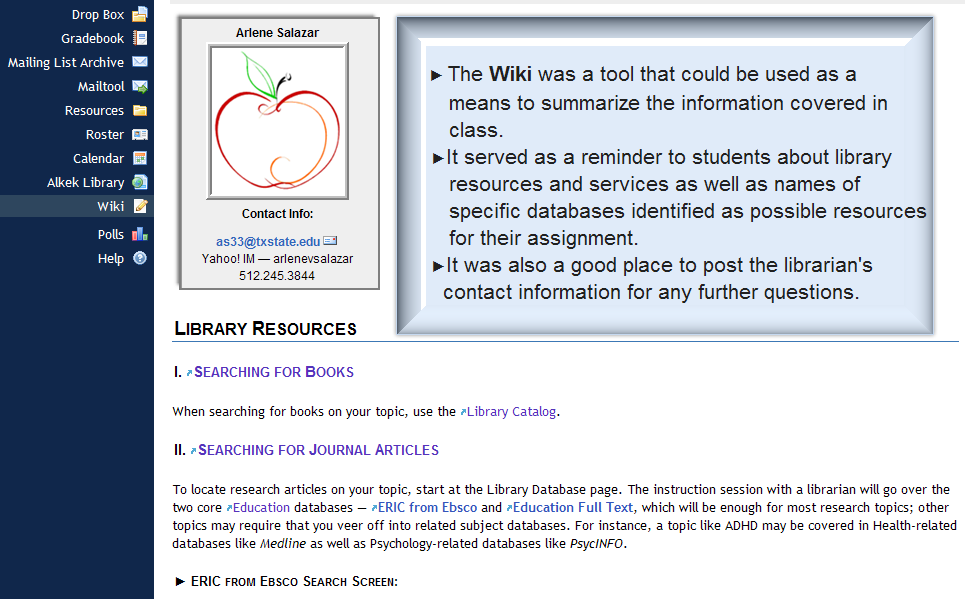 Drop Box
Gradebook
Mailing List Archive
Mailtool
Resources
Roster
Calendar
Alkek Library
Wiki
Polls
Help
Arlene Salazar
Contact Info:
as33@txstate.edu
Yahoo! IM — arlenevsalazar
512.245.3844
► The Wiki was a tool that could be used as a
means to summarize the information covered in
class.
►It served as a reminder to students about library
resources and services as well as names of
specific databases identified as possible resources
for their assignment.
►It was also a good place to post the librarian's
contact information for any further questions.
LIBRARY RESOURCES
I. SEARCHING FOR BOOKS
When searching for books on your topic, use the Library Catalog.
II. SEARCHING FOR JOURNAL ARTICLES
To locate research articles on your topic, start at the Library Database page. The instruction session with a librarian will go over the
two core Education databases — ERIC from Ebsco and Education Full Text, which will be enough for most research topics; other
topics may require that you veer off into related subject databases. For instance, a topic like ADHD may be covered in Health-related
databases like Medline as well as Psychology-related databases like PsycINFO.
► ERIC FROM EBSCO SEARCH SCREEN: